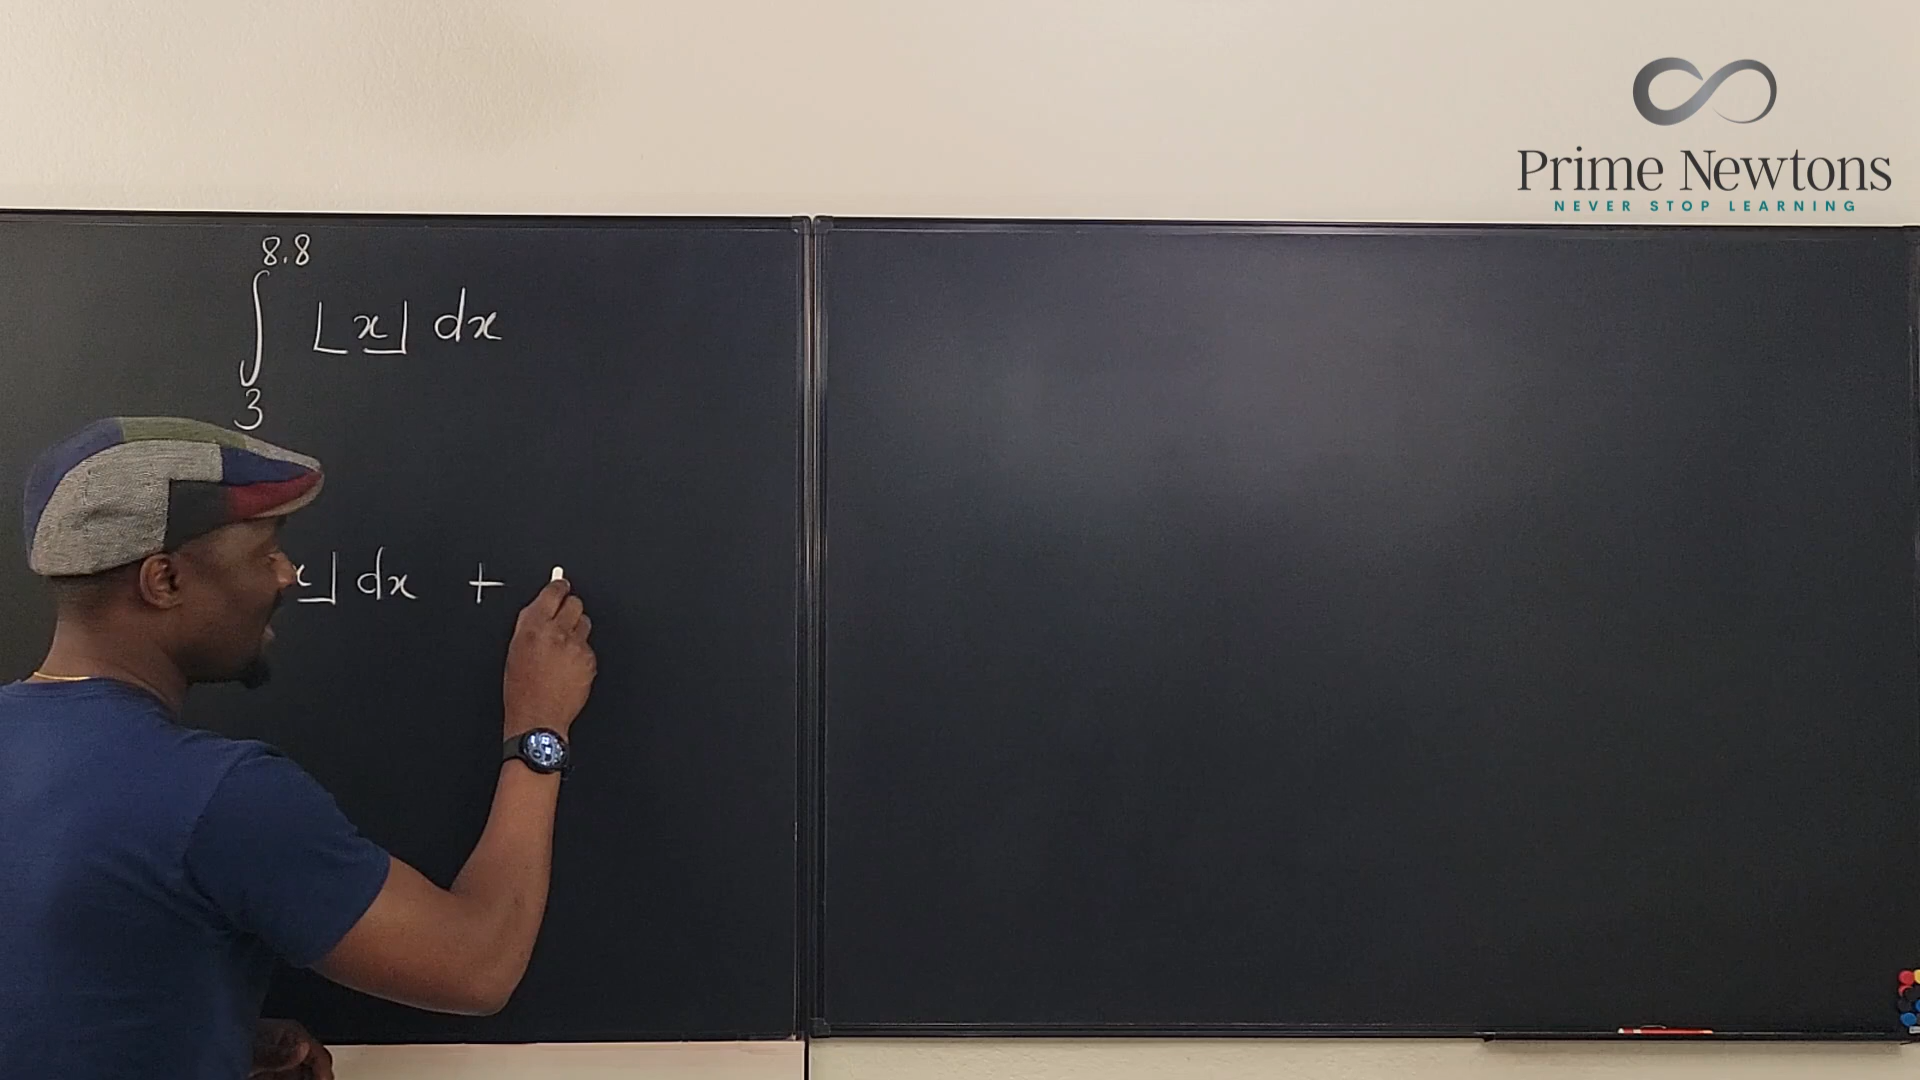 Prime Newtons
NEVER STOP LEARNING
8.8
∫ ⌊x⌋ dx
3
x⌋ dx +